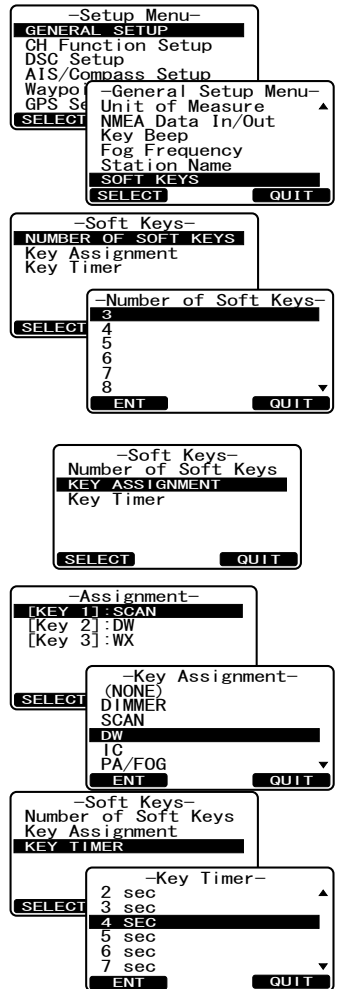 –Setup Menu–
GENERAL SETUP
CH Function Setup
DSC Setup
AIS/Compass Setup
Waypo
GPS Se
SELECT
–General Setup Menu–
Unit of Measure
NMEA Data In/Out
Key Beep
Fog Frequency
Station Name
SOFT KEYS
SELECT QUIT
–Soft Keys–
NUMBER OF SOFT KEYS
Key Assignment
Key Timer
SELECT
–Number of Soft Keys–
3
4
5
6
7
8
ENT QUIT
–Soft Keys–
Number of Soft Keys
KEY ASSIGNMENT
Key Timer
SELECT QUIT
–Assignment–
[KEY 1]:SCAN
[Key 2]:DW
[Key 3]:WX
SELECT
–Key Assignment–
(NONE)
DIMMER
SCAN
DW
IC
PA/FOG
ENT QUIT
–Soft Keys–
Number of Soft Keys
Key Assignment
KEY TIMER
SELECT
–Key Timer–
2 sec
3 sec
4 SEC
5 sec
6 sec
7 sec
ENT QUIT